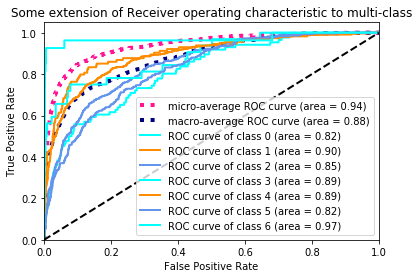 Some extension of Receiver operating characteristic to multi-class
1.0
0.8
0.6
0.4
0.2
0.0
True Positive Rate
micro-average ROC curve (area = 0.94)
macro-average ROC curve (area = 0.88)
ROC curve of class 0 (area = 0.82)
ROC curve of class 1 (area = 0.90)
ROC curve of class 2 (area = 0.85)
ROC curve of class 3 (area = 0.89)
ROC curve of class 4 (area = 0.89)
ROC curve of class 5 (area = 0.82)
ROC curve of class 6 (area = 0.97)
0.0 0.2 0.4 0.6 0.8 1.0
False Positive Rate